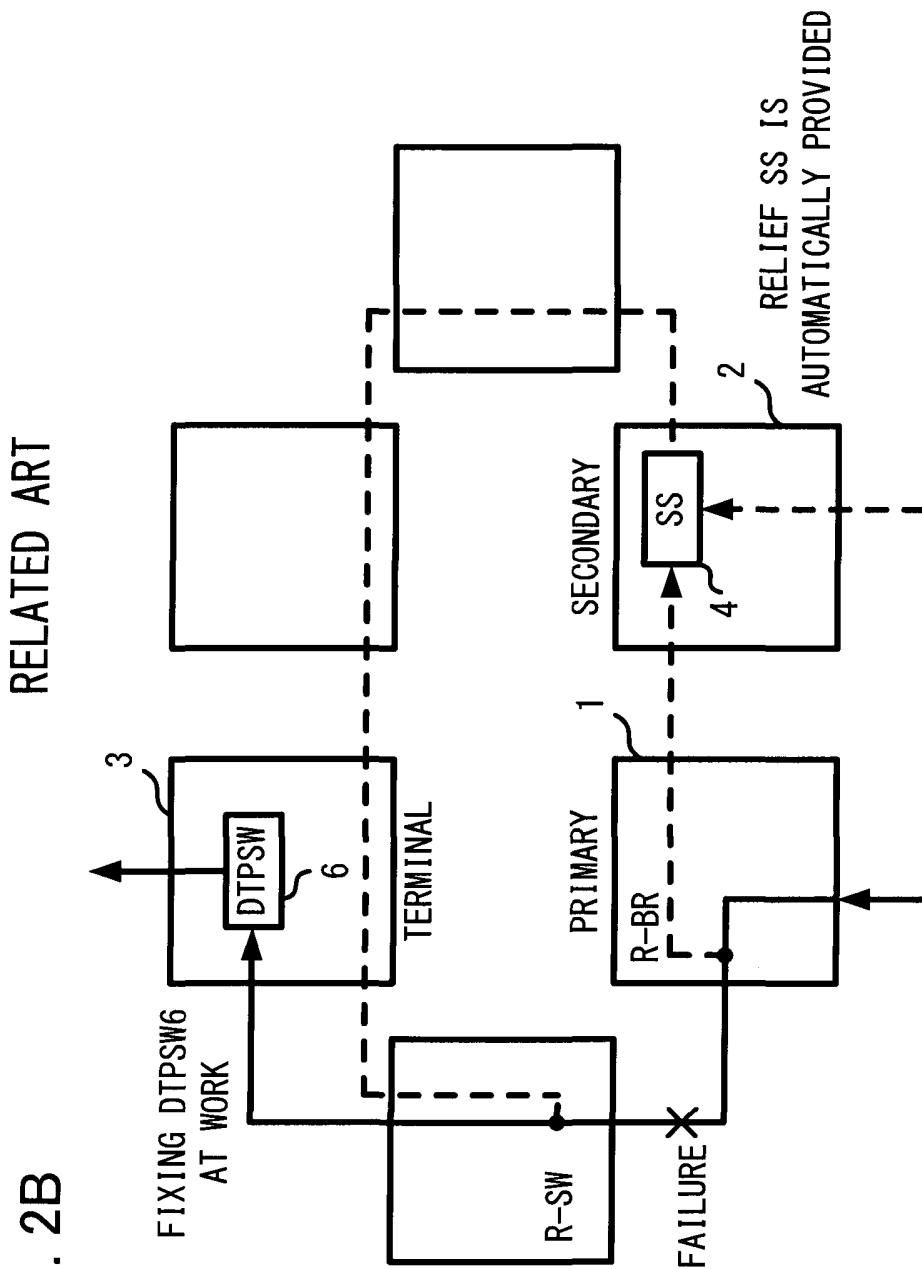 . 2B
RELATED ART
FIXING DTPSW6
AT WORK
3
DTPSW
6
TERMINAL
R-SW
FAILURE
PRIMARY
1
R-BR
SECONDARY
2
SS
4
RELIEF SS IS
AUTOMATICALLY PROVIDED